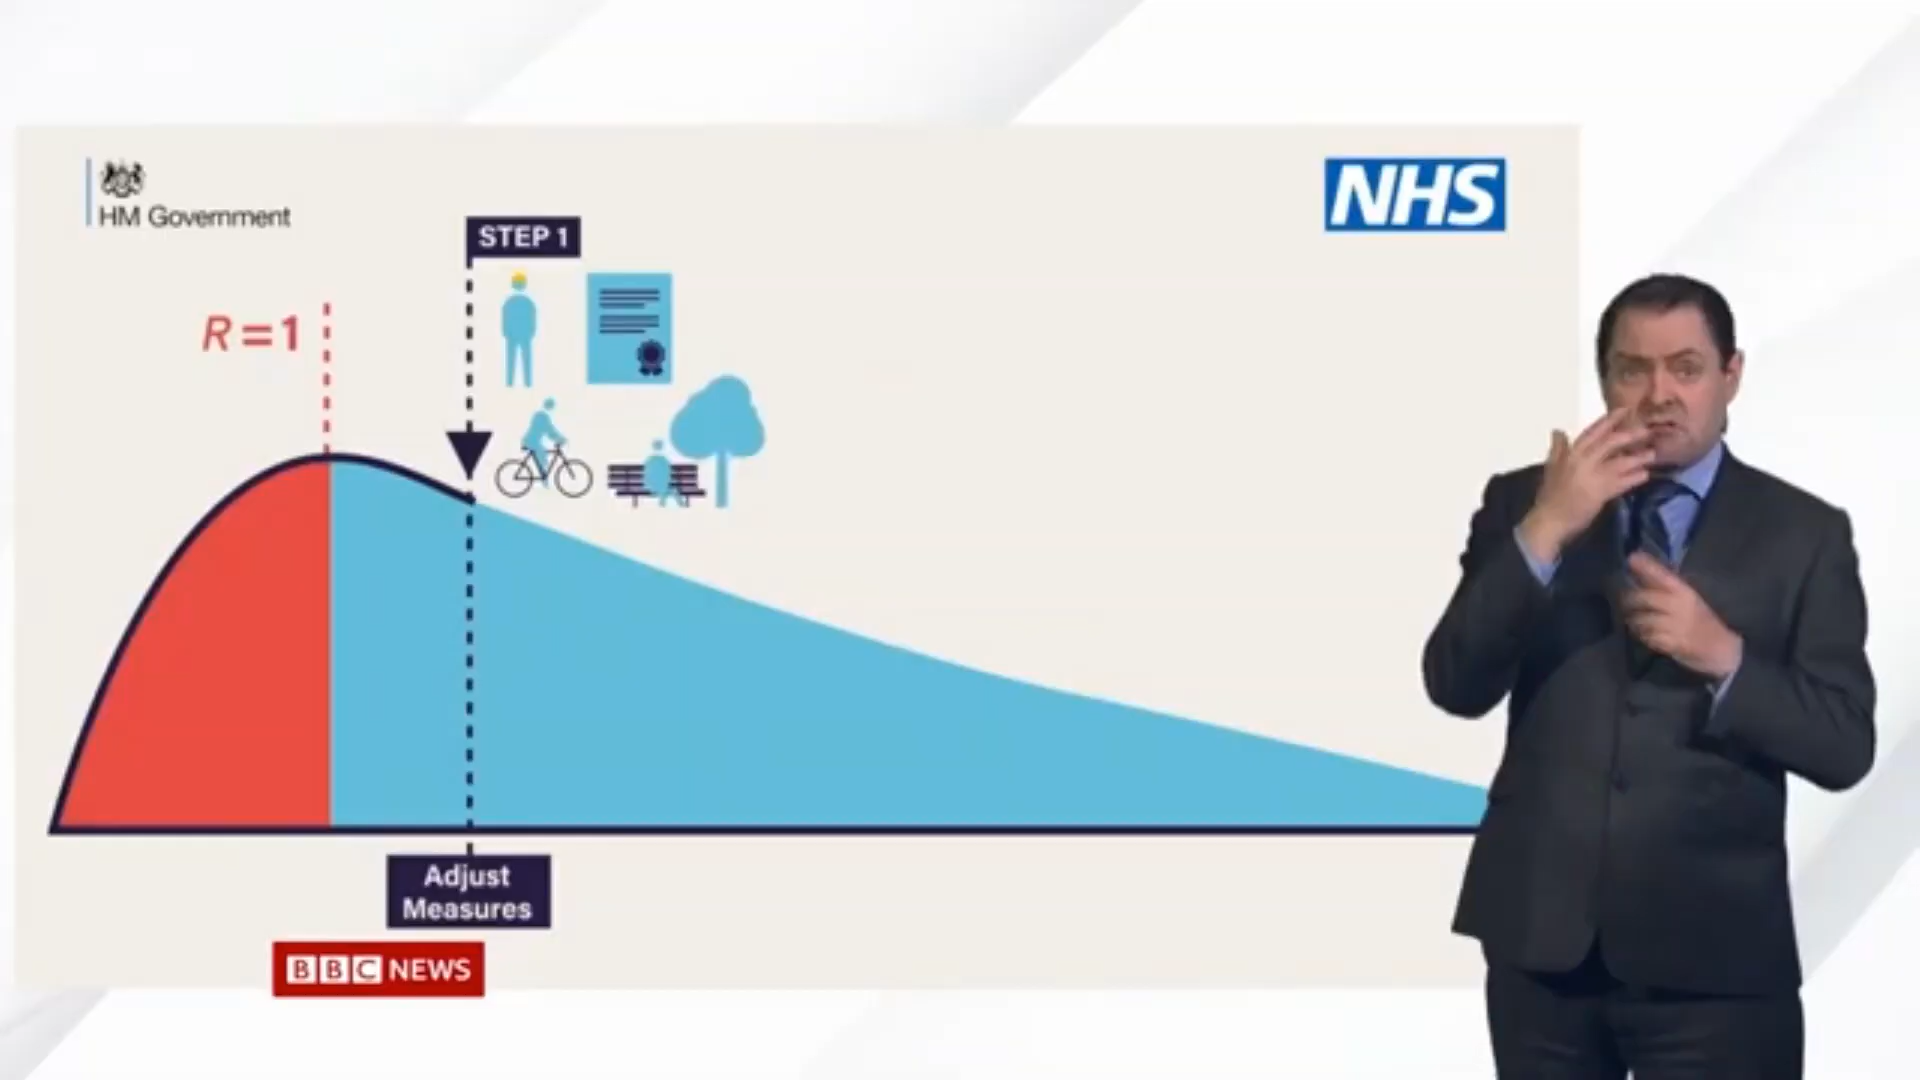 HM Government
NHS
STEP 1
R=1
Adjust
Measures
BBC NEWS